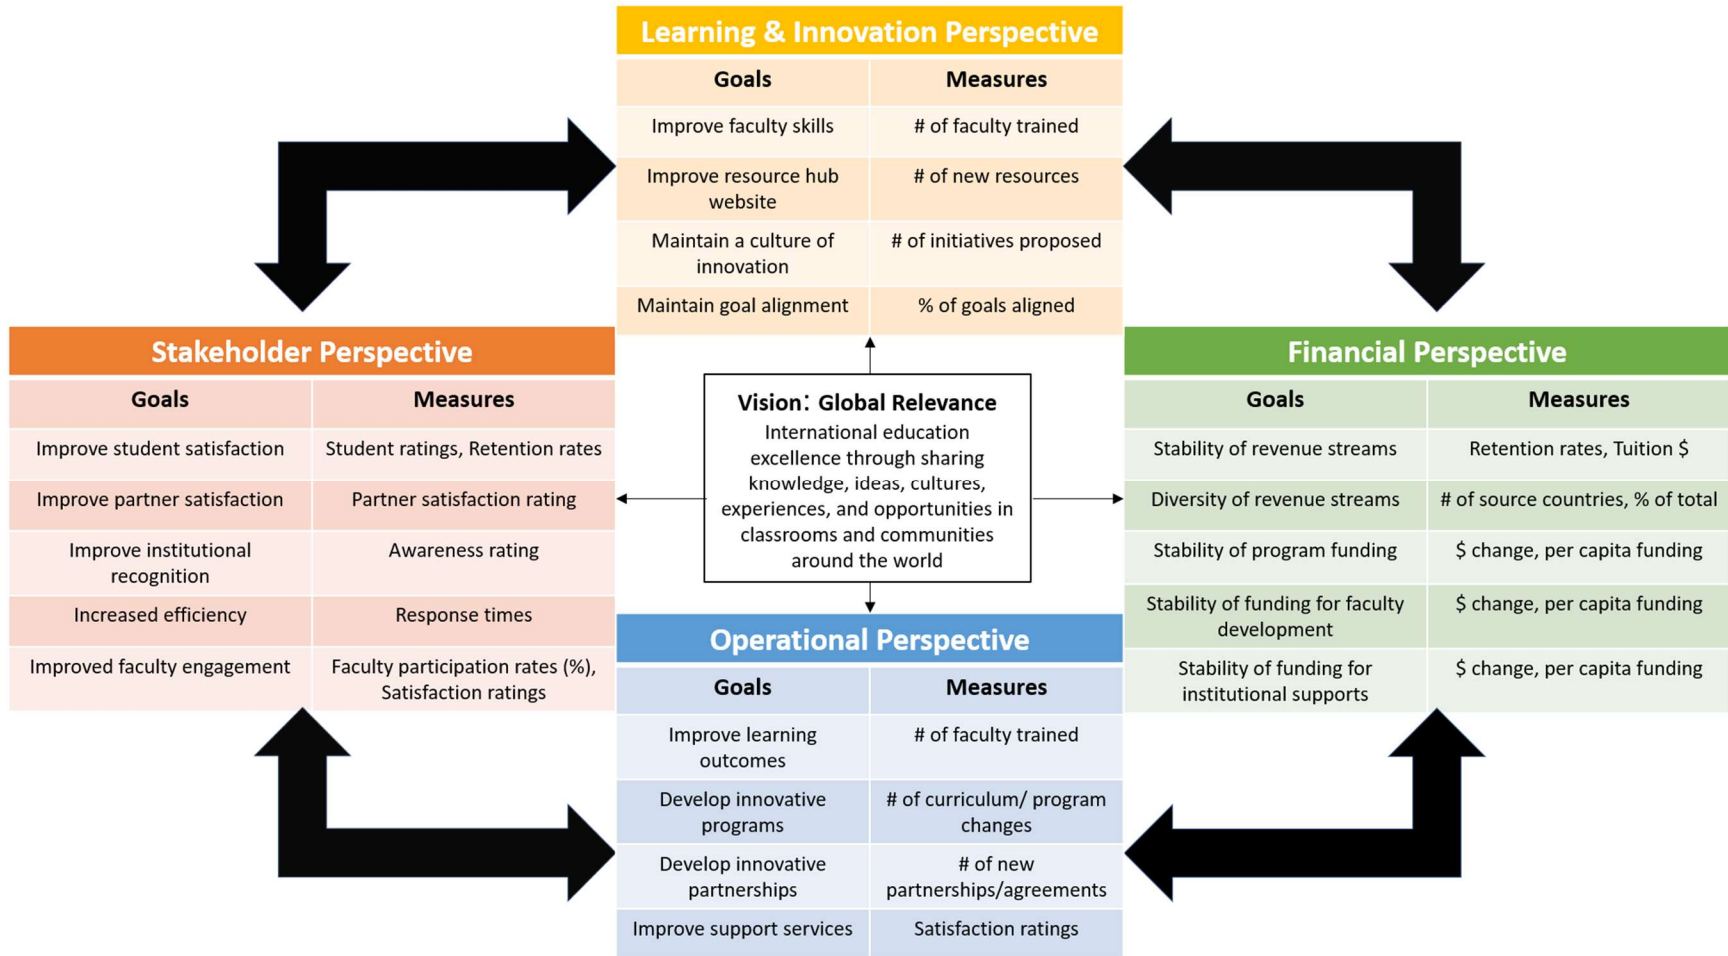 Learning & Innovation Perspective
Goals
Measures
Improve faculty skills
# of faculty trained
Improve resource hub
website
# of new resources
Maintain a culture of
innovation
# of initiatives proposed
Maintain goal alignment
% of goals aligned
Stakeholder Perspective
Goals
Measures
Improve student satisfaction
Student ratings, Retention rates
Improve partner satisfaction
Partner satisfaction rating
Improve institutional
recognition
Awareness rating
Increased efficiency
Response times
Improved faculty engagement
Faculty participation rates (%),
Satisfaction ratings
Vision: Global Relevance
International education
excellence through sharing
knowledge, ideas, cultures,
experiences, and opportunities in
classrooms and communities
around the world
Financial Perspective
Goals
Measures
Stability of revenue streams
Retention rates, Tuition $
Diversity of revenue streams
# of source countries, % of total
Stability of program funding
$ change, per capita funding
Stability of funding for faculty
development
$ change, per capita funding
Stability of funding for
institutional supports
$ change, per capita funding
Operational Perspective
Goals
Measures
Improve learning
outcomes
# of faculty trained
Develop innovative
programs
# of curriculum/ program
changes
Develop innovative
partnerships
# of new
partnerships/agreements
Improve support services
Satisfaction ratings